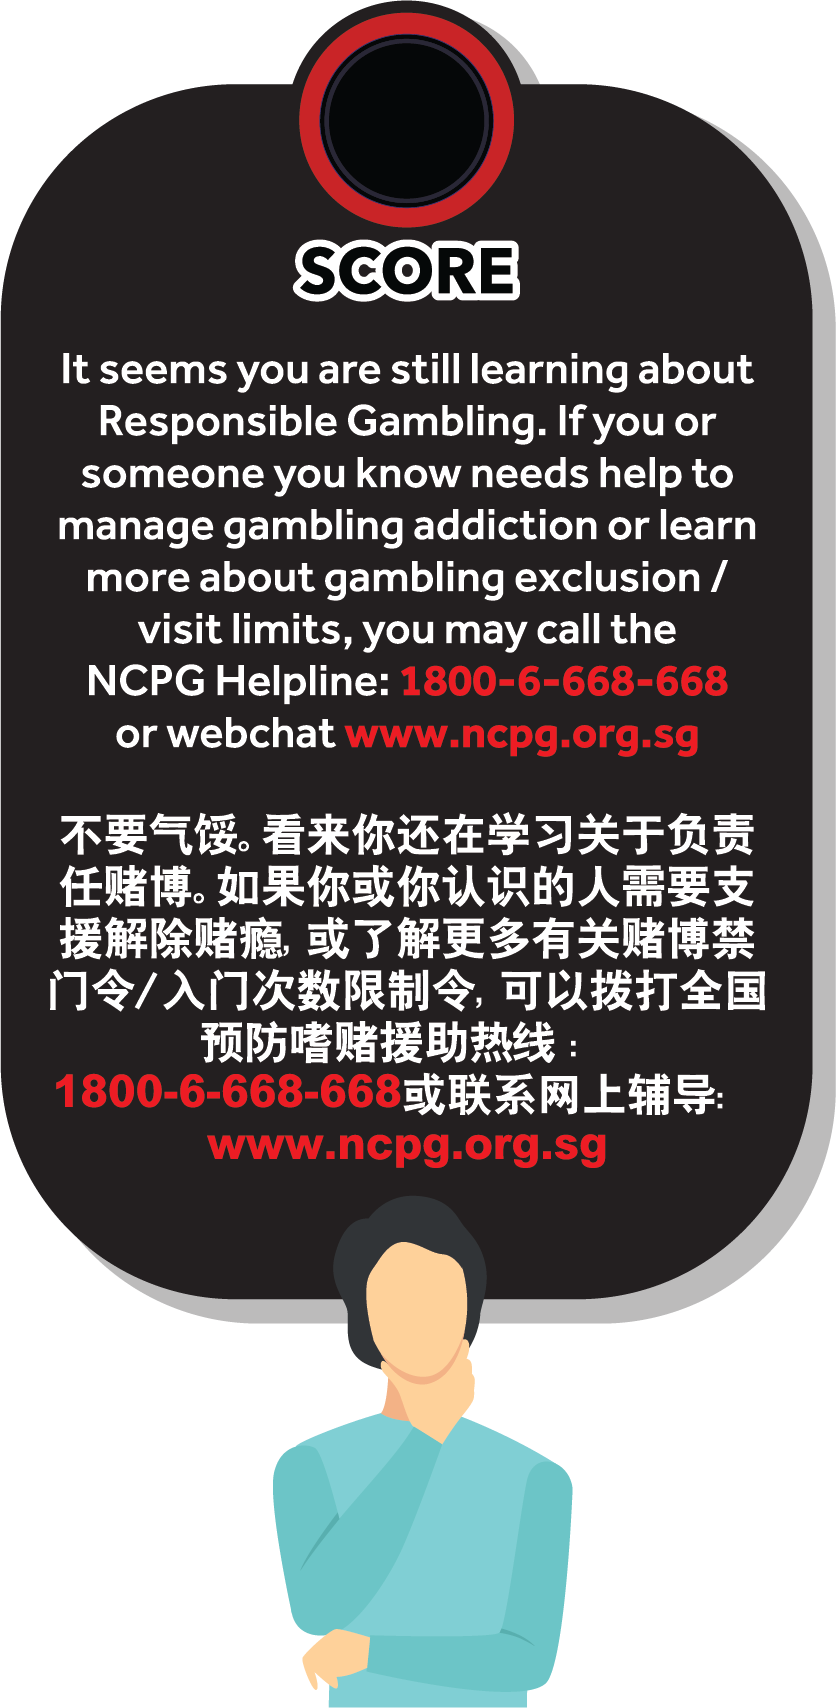 SCORE
It seems you are still learning about
Responsible Gambling. If you or
someone you know needs help to
manage gambling addiction or learn
more about gambling exclusion /
visit limits, you may call the
NCPG Helpline: 1800-6-668-668
or webchat www.ncpg.org.sg
不要气馁。看来你还在学习关于负责
任赌博。如果你或你认识的人需要支
援解除赌瘾, 或了解更多有关赌博禁
门令/入门次数限制令, 可以拨打全国
预防嗜赌援助热线：
1800-6-668-668或联系网上辅导:
www.ncpg.org.sg